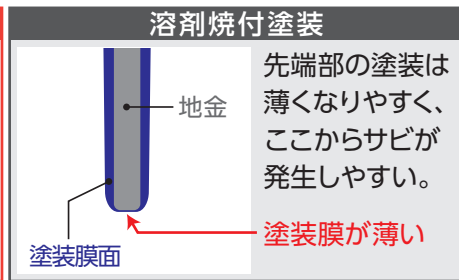 溶剤焼付塗装
地金
塗装膜面
先端部の塗装は
薄くなりやすく、
ここからサビが
発生しやすい。
塗装膜が薄い